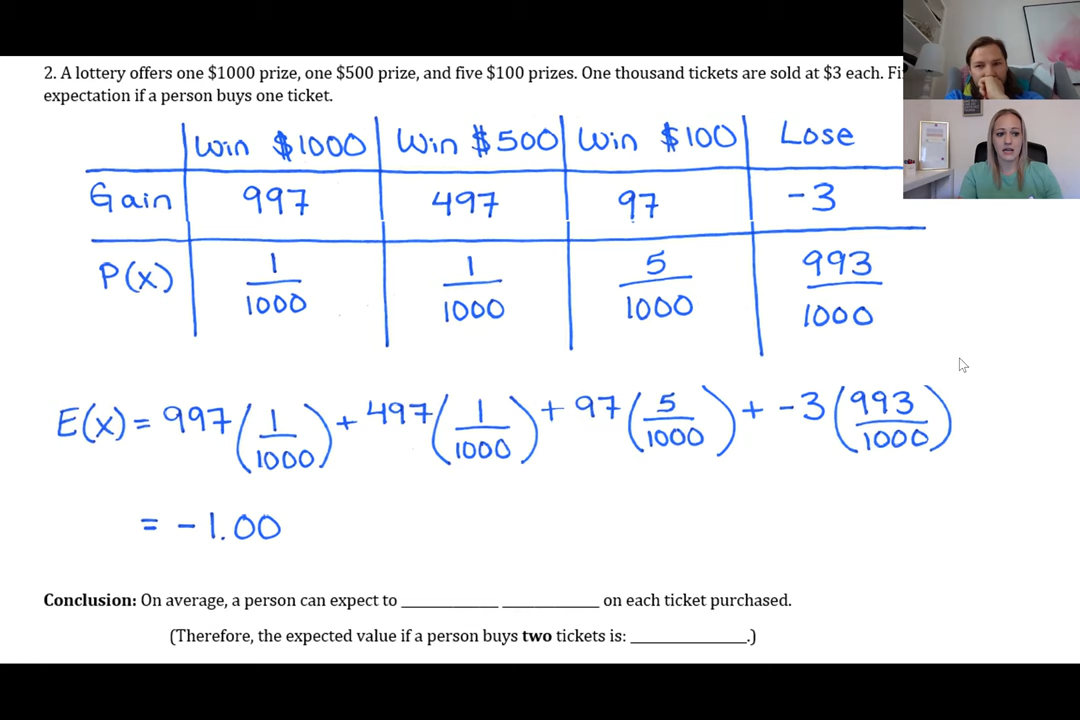 2. A lottery offers one $1000 prize, one $500 prize, and five $100 prizes. One thousand tickets are sold at $3 each.
expectation if a person buys one ticket.
Win $1000 Win $500 Win $100 Lose
Gain 997 497 97 -3
P(x) 1/1000 1/1000 5/1000 993/1000
E(x) = 997(1/1000) + 497(1/1000) + 97(5/1000) + -3(993/1000)
= -1.00
Conclusion: On average, a person can expect to __________ __________ on each ticket purchased.
(Therefore, the expected value if a person buys two tickets is: ____________.)